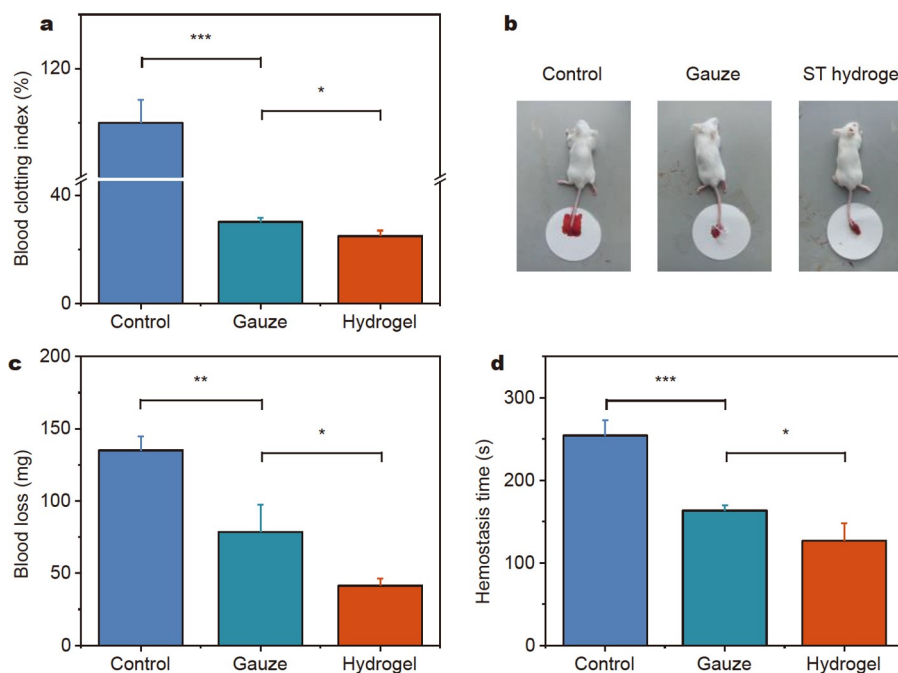 a
Blood clotting index (%)
120
40
0
***
*
Control Gauze Hydrogel
b
Control Gauze ST hydrogel
c
Blood loss (mg)
200
150
100
50
0
**
*
Control Gauze Hydrogel
d
Hemostasis time (s)
300
200
100
0
***
*
Control Gauze Hydrogel